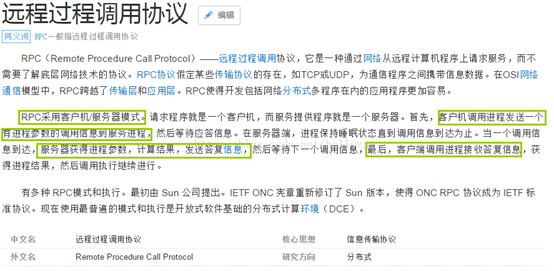 远程过程调用协议 编辑
同义词 RPC一般指远程过程调用协议
RPC（Remote Procedure Call Protocol）——远程过程调用协议，它是一种通过网络从远程计算机程序上请求服务，而不
需要了解底层网络技术的协议。RPC协议假定某些传输协议的存在，如TCP或UDP，为通信程序之间携带信息数据。在OSI网络
通信模型中，RPC跨越了传输层和应用层。RPC使得开发包括网络分布式多程序在内的应用程序更加容易。
RPC采用客户机/服务器模式。请求程序就是一个客户机，而服务提供程序就是一个服务器。首先，客户机调用进程发送一个
有进程参数的调用信息到服务进程，然后等待应答信息。在服务器端，进程保持睡眠状态直到调用信息到达为止。当一个调用信
息到达，服务器获得进程参数，计算结果，发送答复信息，然后等待下一个调用信息，最后，客户端调用进程接收答复信息，获
得进程结果，然后调用执行继续进行。
有多种 RPC模式和执行。最初由 Sun 公司提出。IETF ONC 宪章重新修订了 Sun 版本，使得 ONC RPC 协议成为 IETF 标
准协议。现在使用最普遍的模式和执行是开放式软件基础的分布式计算环境（DCE）。
中文名 远程过程调用协议 核心思想 信息传输协议
外文名 Remote Procedure Call Protocol 研究方向 分布式